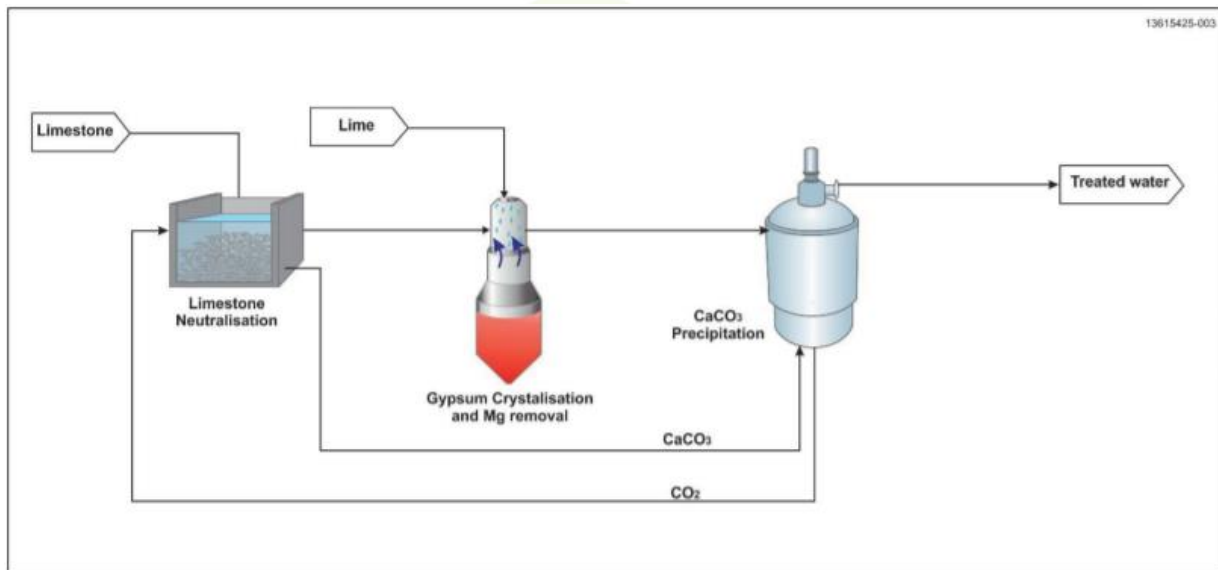 13615425-003
Limestone
Lime
Treated water
Limestone
Neutralisation
CaCO₃
Precipitation
Gypsum Crystalisation
and Mg removal
CaCO₃
CO₂